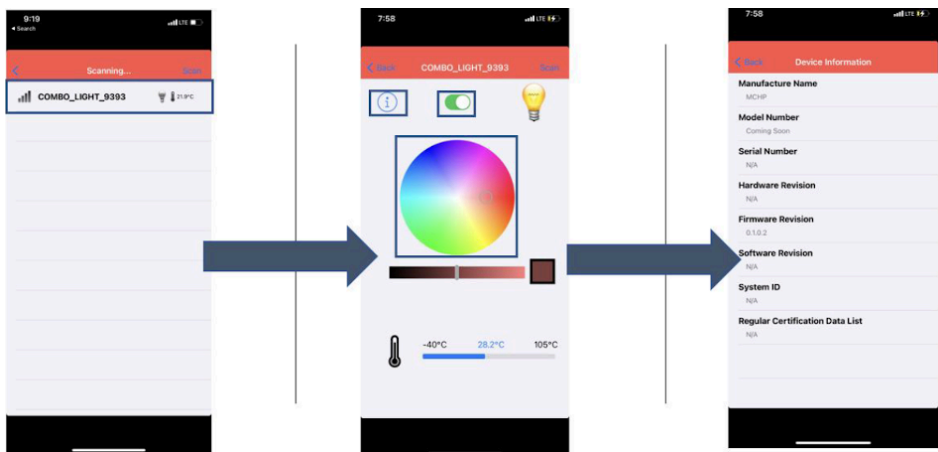 9:19
LTE
◂ Search
Scanning...
Scan
COMBO_LIGHT_9393
21.9°C
7:58
LTE
Back
COMBO_LIGHT_9393
Scan
-40°C
28.2°C
105°C
7:58
LTE
Back
Device Information
Manufacture Name
MCHP
Model Number
Coming Soon
Serial Number
N/A
Hardware Revision
N/A
Firmware Revision
0.1.0.2
Software Revision
N/A
System ID
N/A
Regular Certification Data List
N/A